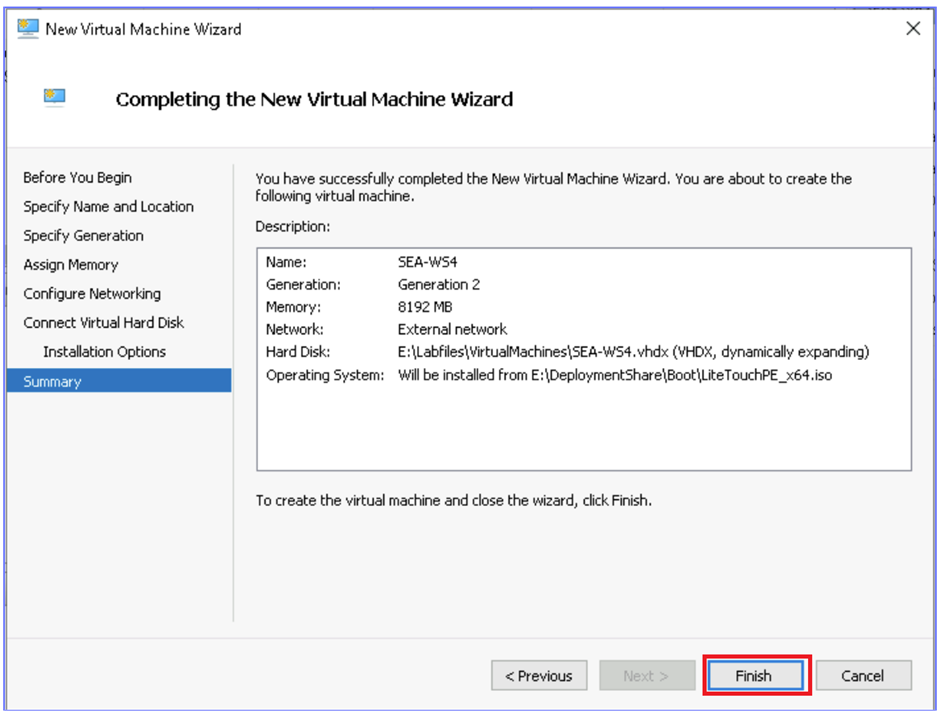 New Virtual Machine Wizard
Completing the New Virtual Machine Wizard
Before You Begin
Specify Name and Location
Specify Generation
Assign Memory
Configure Networking
Connect Virtual Hard Disk
Installation Options
Summary
You have successfully completed the New Virtual Machine Wizard. You are about to create the
following virtual machine.
Description:
Name: SEA-WS4
Generation: Generation 2
Memory: 8192 MB
Network: External network
Hard Disk: E:\Labfiles\VirtualMachines\SEA-WS4.vhdx (VHDX, dynamically expanding)
Operating System: Will be installed from E:\DeploymentShare\Boot\LiteTouchPE_x64.iso
To create the virtual machine and close the wizard, click Finish.
< Previous Next > Finish Cancel